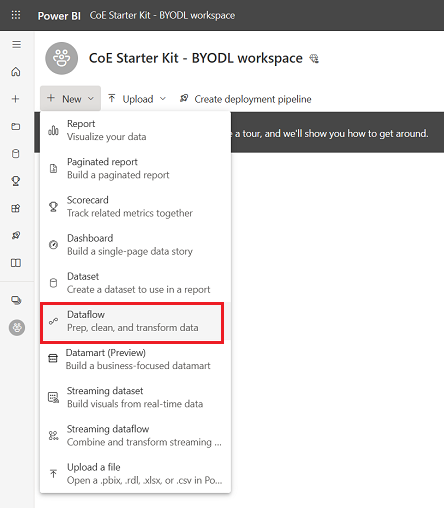 Power BI
CoE Starter Kit - BYODL workspace
CoE Starter Kit - BYODL workspace
New
Upload
Create deployment pipeline
e a tour, and we'll show you how to get around.
Report
Visualize your data
Paginated report
Build a paginated report
Scorecard
Track related metrics together
Dashboard
Build a single-page data story
Dataset
Create a dataset to use in a report
Dataflow
Prep, clean, and transform data
Datamart (Preview)
Build a business-focused datamart
Streaming dataset
Build visuals from real-time data
Streaming dataflow
Combine and transform streaming ...
Upload a file
Open a .pbix, .rdl, .xlsx, or .csv in Po...